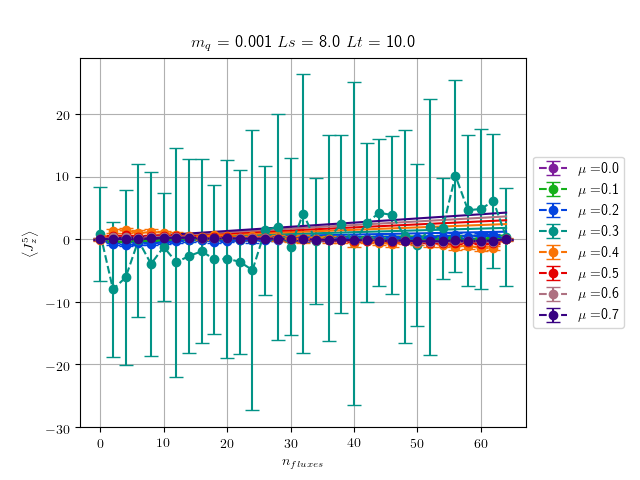 m_q = 0.001 Ls = 8.0 Lt = 10.0
20
10
0
−10
−20
−30
⟨J_z^5⟩
0 10 20 30 40 50 60
n_fluxes
μ =0.0
μ =0.1
μ =0.2
μ =0.3
μ =0.4
μ =0.5
μ =0.6
μ =0.7